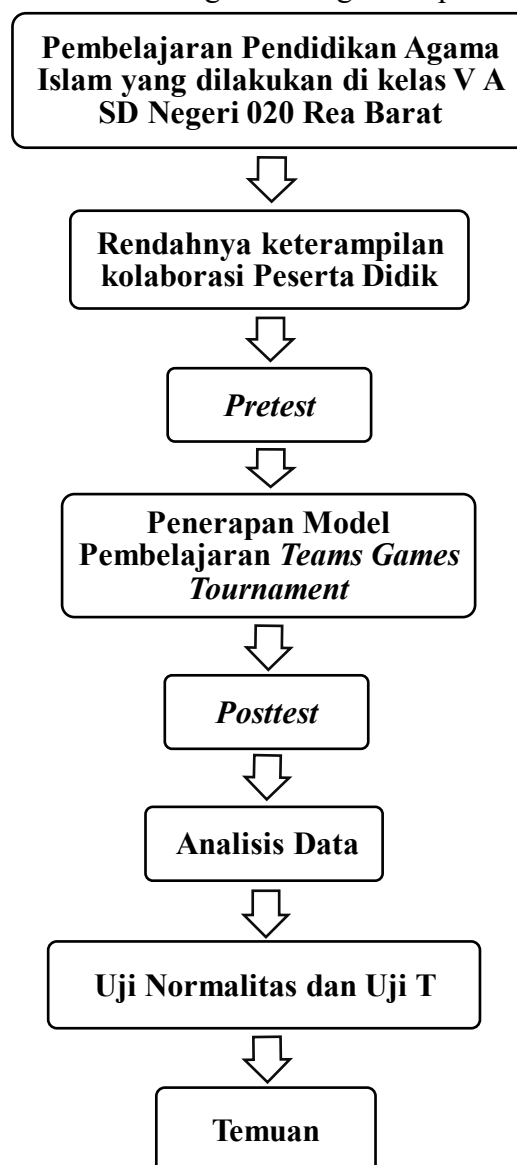 Pembelajaran Pendidikan Agama
Islam yang dilakukan di kelas V A
SD Negeri 020 Rea Barat
Rendahnya keterampilan
kolaborasi Peserta Didik
Pretest
Penerapan Model
Pembelajaran Teams Games
Tournament
Posttest
Analisis Data
Uji Normalitas dan Uji T
Temuan